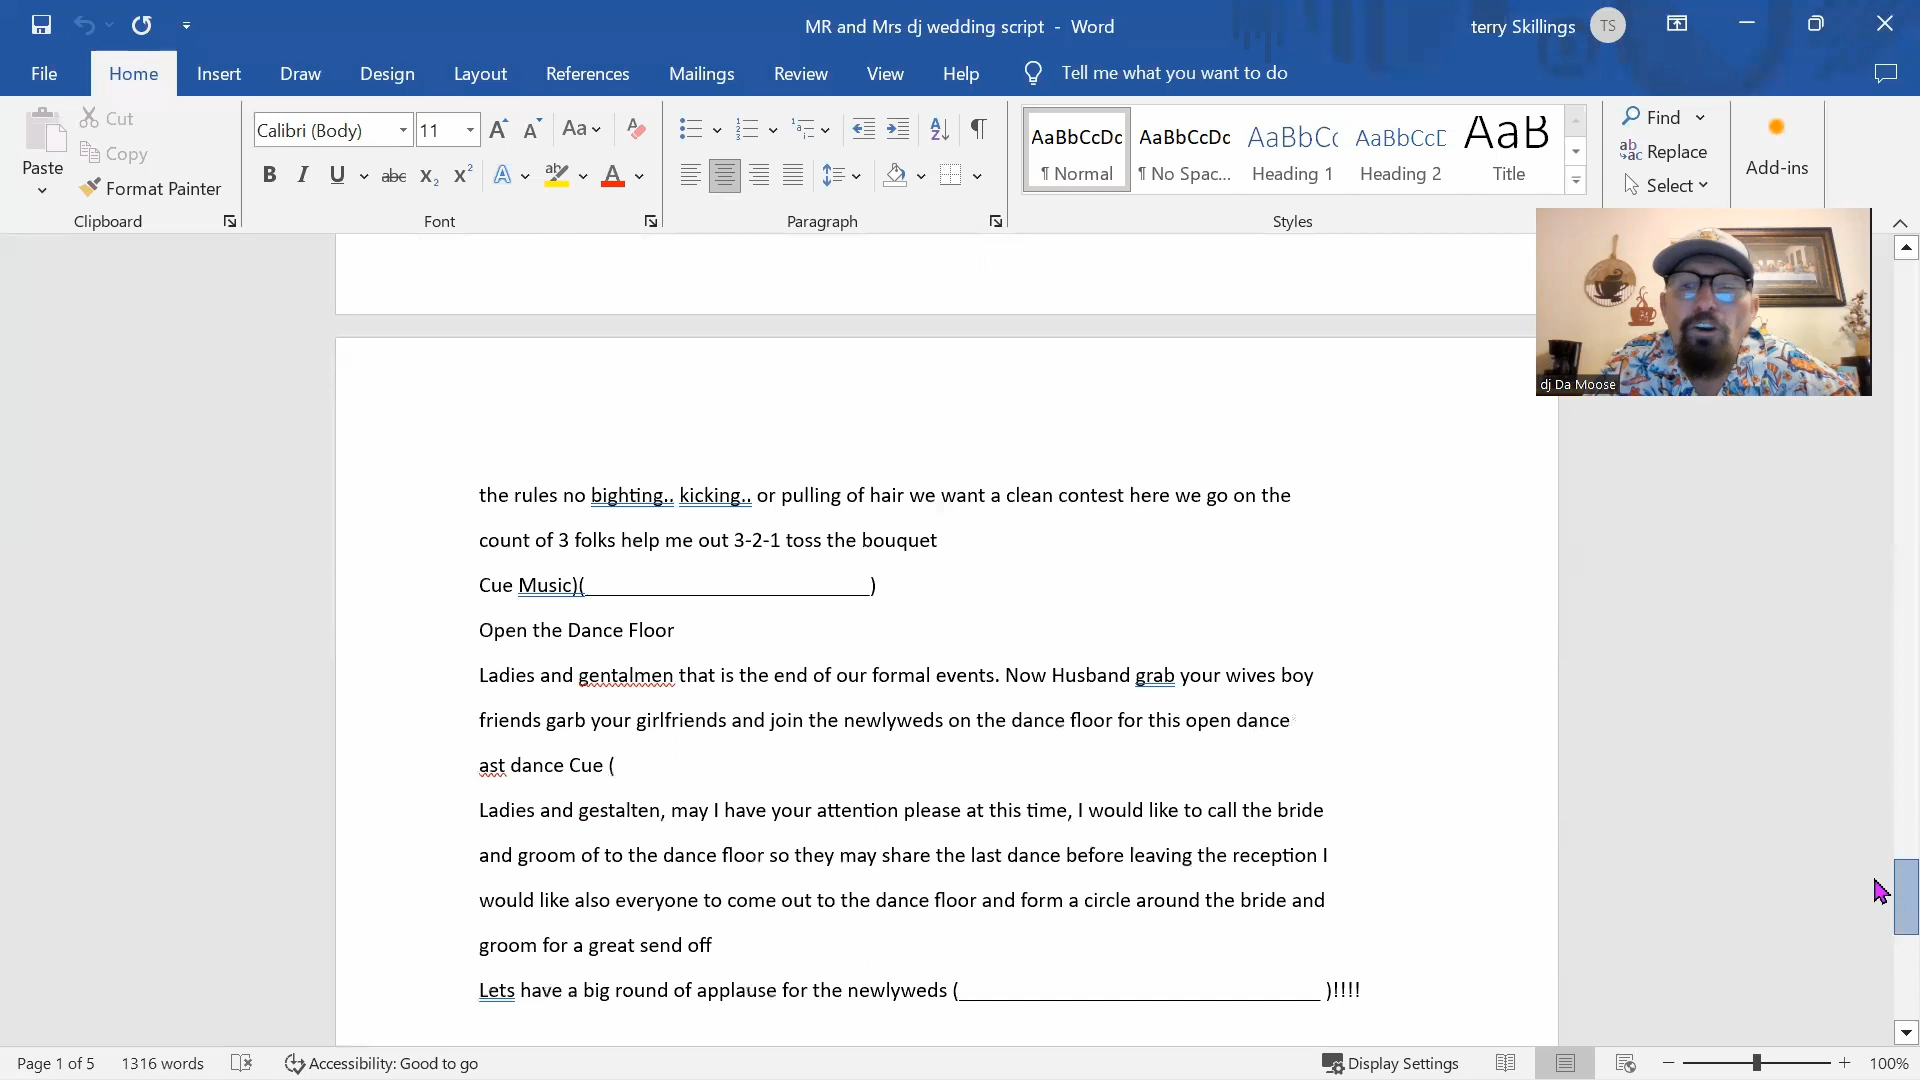 MR and Mrs dj wedding script - Word
terry Skillings TS
File Home Insert Draw Design Layout References Mailings Review View Help Tell me what you want to do
Paste
Cut
Copy
Format Painter
Clipboard
Calibri (Body) 11
Font
Paragraph
AaBbCcDc AaBbCcDc AaBbCc AaBbCcD AaB
¶ Normal ¶ No Spac... Heading 1 Heading 2 Title
Styles
Find
Replace
Select
Add-ins
dj Da Moose
the rules no bighting.. kicking.. or pulling of hair we want a clean contest here we go on the
count of 3 folks help me out 3-2-1 toss the bouquet
Cue Music)(__________________________)
Open the Dance Floor
Ladies and gentalmen that is the end of our formal events. Now Husband grab your wives boy
friends garb your girlfriends and join the newlyweds on the dance floor for this open dance
ast dance Cue (
Ladies and gestalten, may I have your attention please at this time, I would like to call the bride
and groom of to the dance floor so they may share the last dance before leaving the reception I
would like also everyone to come out to the dance floor and form a circle around the bride and
groom for a great send off
Lets have a big round of applause for the newlyweds (_________________________________ )!!!!
Page 1 of 5 1316 words Accessibility: Good to go Display Settings 100%